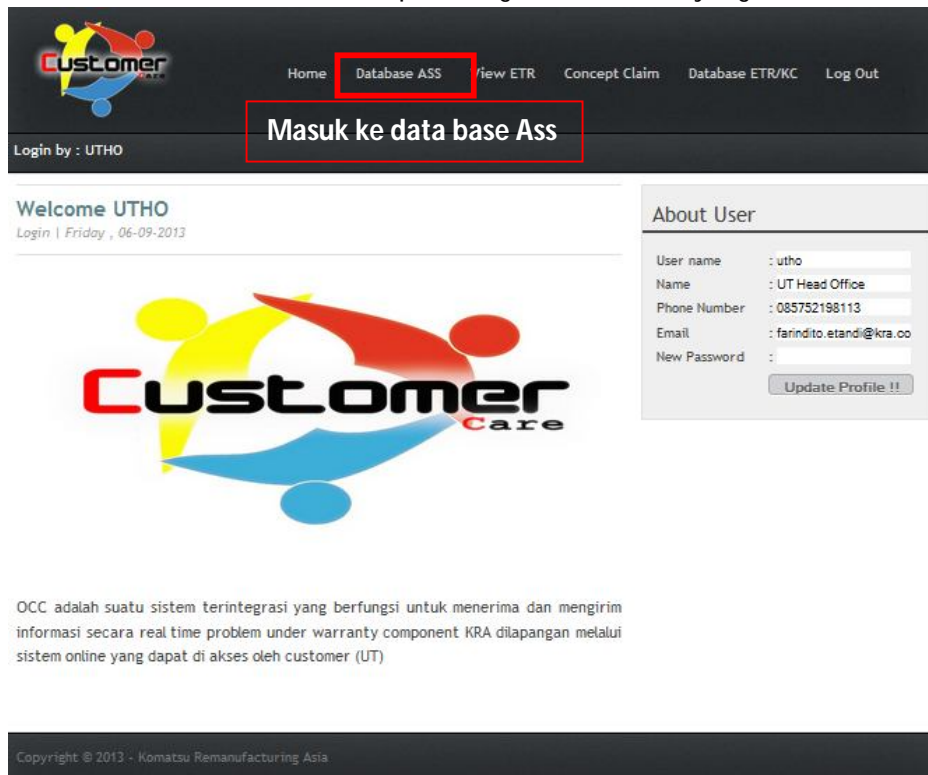 Customer
Care
Home Database ASS View ETR Concept Claim Database ETR/KC Log Out
Masuk ke data base Ass
Login by : UTHO
Welcome UTHO
Login | Friday , 06-09-2013
Customer
Care
OCC adalah suatu sistem terintegrasi yang berfungsi untuk menerima dan mengirim
informasi secara real time problem under warranty component KRA dilapangan melalui
sistem online yang dapat di akses oleh customer (UT)
About User
User name : utho
Name : UT Head Office
Phone Number : 085752198113
Email : farindito.etandi@kra.co
New Password :
Update Profile !!
Copyright © 2013 - Komatsu Remanufacturing Asia